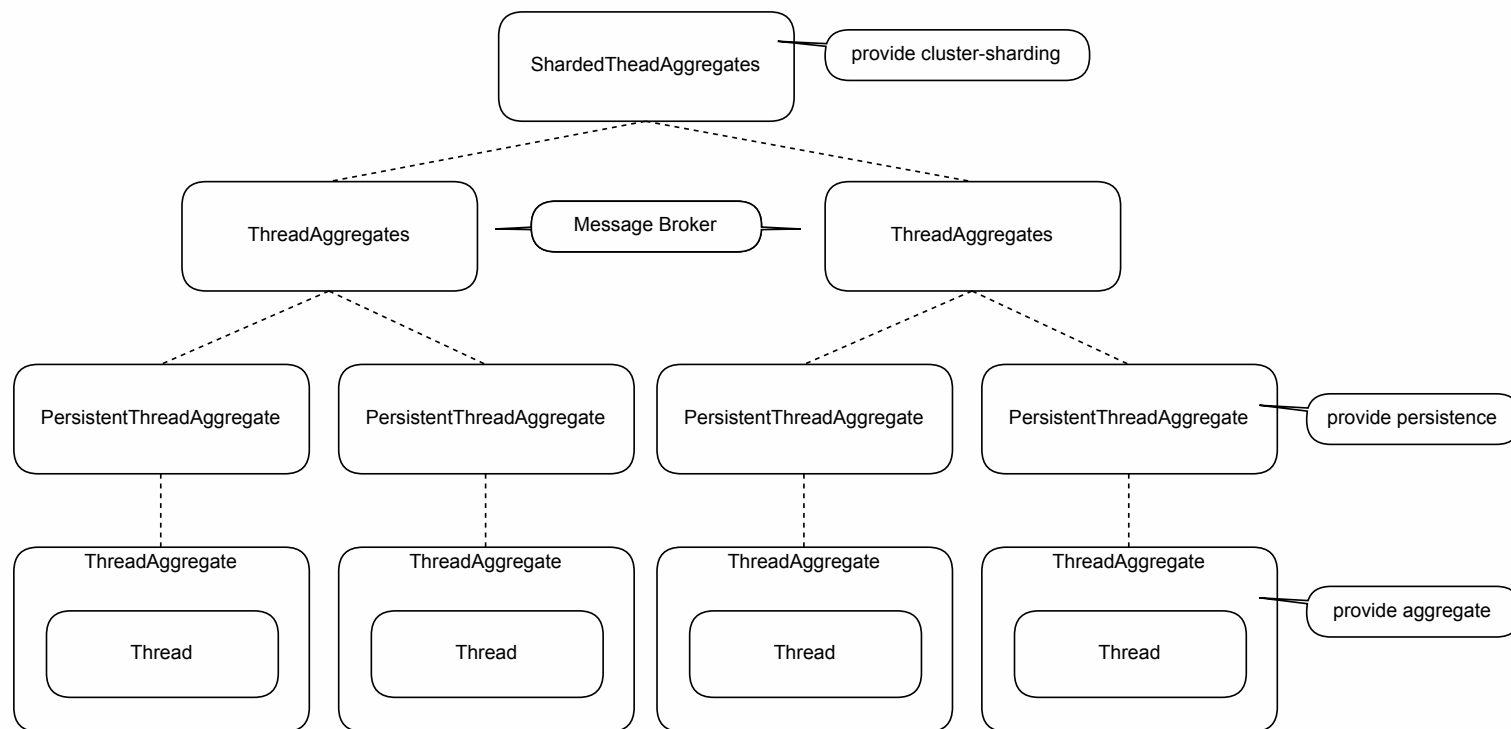 ShardedTheadAggregates
provide cluster-sharding
ThreadAggregates
Message Broker
ThreadAggregates
PersistentThreadAggregate
PersistentThreadAggregate
PersistentThreadAggregate
PersistentThreadAggregate
provide persistence
ThreadAggregate
ThreadAggregate
ThreadAggregate
ThreadAggregate
provide aggregate
Thread
Thread
Thread
Thread